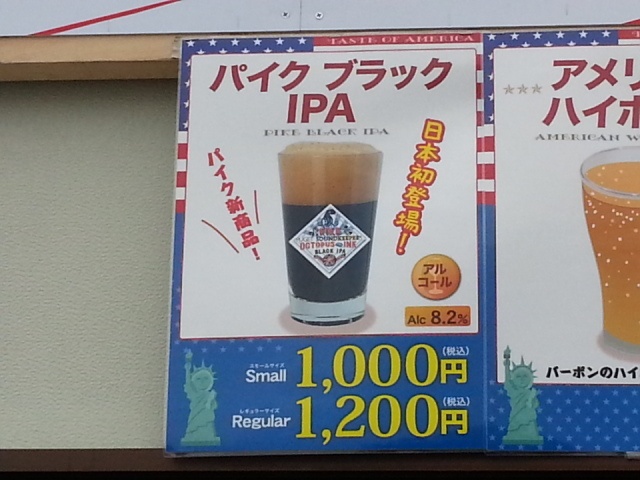 TASTE OF AMERICA
パイク ブラック
IPA
PIKE BLACK IPA
日本初登場！
パイク新商品！
PIKE
SOUNDKEEPER
OCTOPUS INK
BLACK IPA
アル
コール
Alc 8.2%
スモールサイズ
Small 1,000円 (税込)
レギュラーサイズ
Regular 1,200円 (税込)
アメリ
ハイボ
AMERICAN W
バーボンのハイ